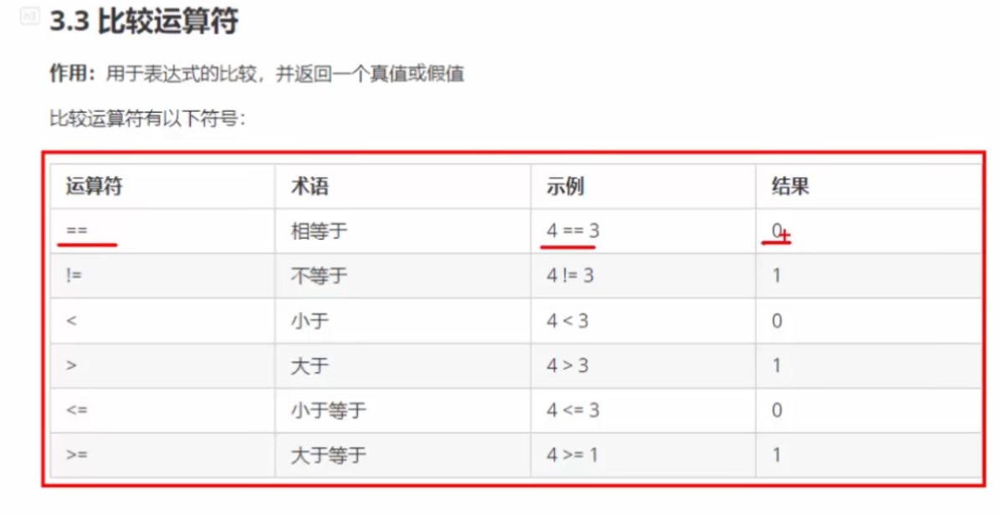 h3
3.3 比较运算符
作用：用于表达式的比较，并返回一个真值或假值
比较运算符有以下符号：
运算符 术语 示例 结果
== 相等于 4 == 3 0
!= 不等于 4 != 3 1
< 小于 4 < 3 0
> 大于 4 > 3 1
<= 小于等于 4 <= 3 0
>= 大于等于 4 >= 1 1